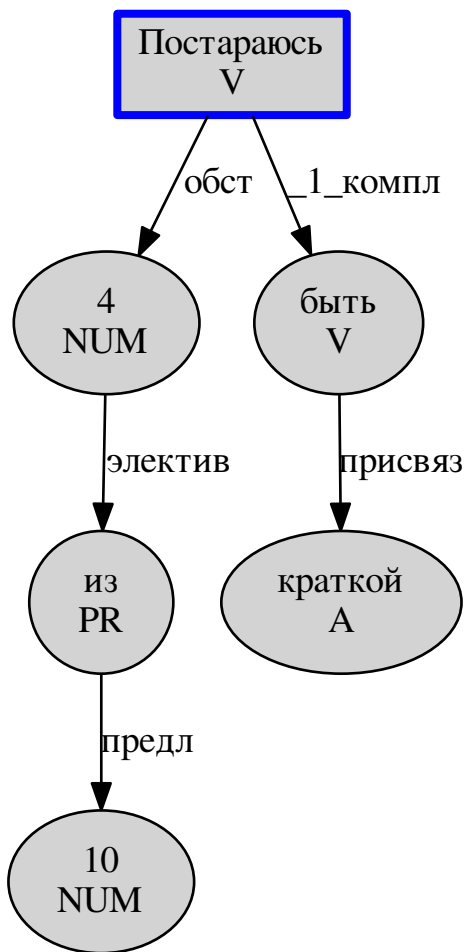 Постараюсь
V
обст
_1_компл
4
NUM
быть
V
электив
присвяз
из
PR
краткой
A
предл
10
NUM